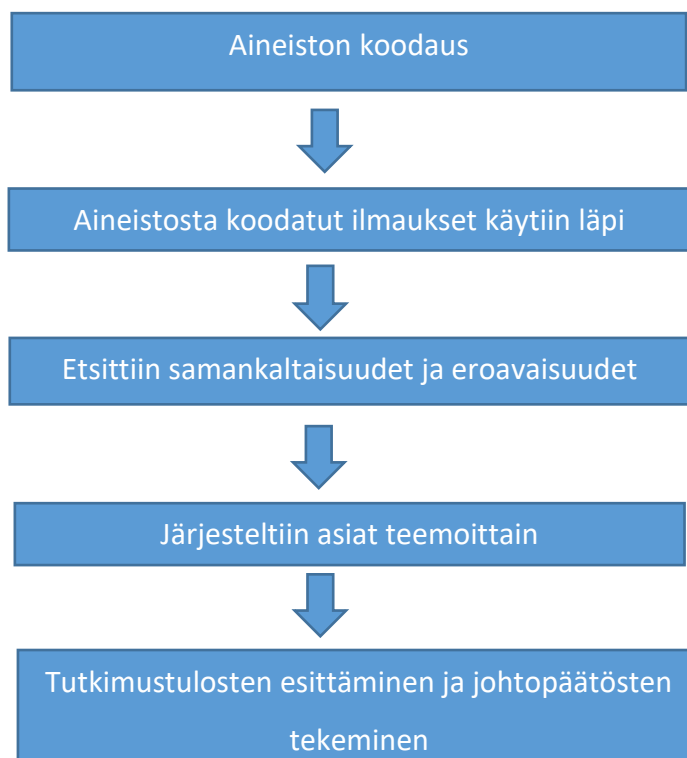 Aineiston koodaus
Aineistosta koodatut ilmaukset käytiin läpi
Etsittiin samankaltaisuudet ja eroavaisuudet
Järjesteltiin asiat teemoittain
Tutkimustulosten esittäminen ja johtopäätösten
tekeminen